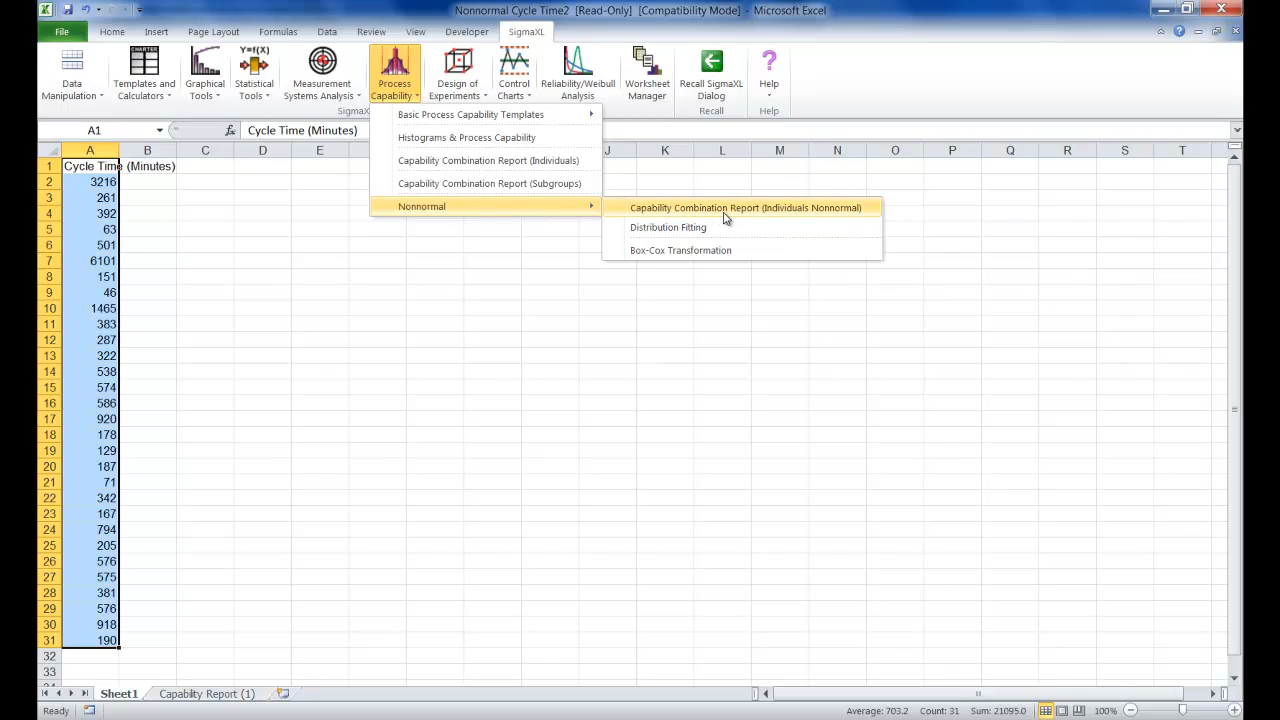 Nonnormal Cycle Time2 [Read-Only] [Compatibility Mode] - Microsoft Excel
File Home Insert Page Layout Formulas Data Review View Developer SigmaXL
Data Manipulation
Templates and Calculators
Graphical Tools
Statistical Tools
Measurement Systems Analysis
Process Capability
Design of Experiments
Control Charts
Reliability/Weibull Analysis
Worksheet Manager
Recall SigmaXL Dialog
Help
SigmaX Recall Help
A1 fx Cycle Time (Minutes)
Basic Process Capability Templates
Histograms & Process Capability
Capability Combination Report (Individuals)
Capability Combination Report (Subgroups)
Nonnormal
Capability Combination Report (Individuals Nonnormal)
Distribution Fitting
Box-Cox Transformation
A B C D E J K L M N O P Q R S T
1 Cycle Time (Minutes)
2 3216
3 261
4 392
5 63
6 501
7 6101
8 151
9 46
10 1465
11 383
12 287
13 322
14 538
15 574
16 586
17 920
18 178
19 129
20 187
21 71
22 342
23 167
24 794
25 205
26 576
27 575
28 381
29 576
30 918
31 190
32
33
Sheet1 Capability Report (1)
Ready Average: 703.2 Count: 31 Sum: 21095.0 100%